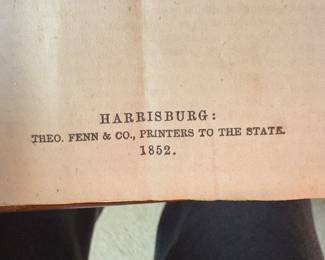 HARRISBURG:
THEO. FENN & CO., PRINTERS TO THE STATE.
1852.